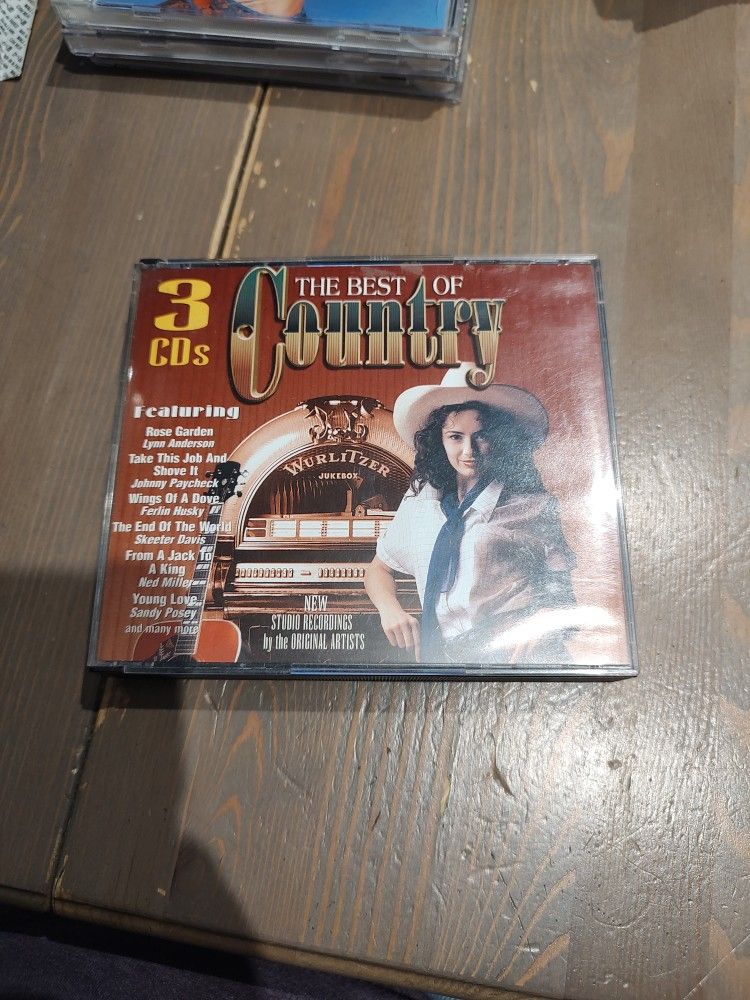 3
CDs
THE BEST OF
Country
Featuring
Rose Garden
Lynn Anderson
Take This Job And
Shove It
Johnny Paycheck
Wings Of A Dove
Ferlin Husky
The End Of The World
Skeeter Davis
From A Jack To
A King
Ned Miller
Young Love
Sandy Posey
and many more
WURLITZER
JUKEBOX
NEW
STUDIO RECORDINGS
by the ORIGINAL ARTISTS